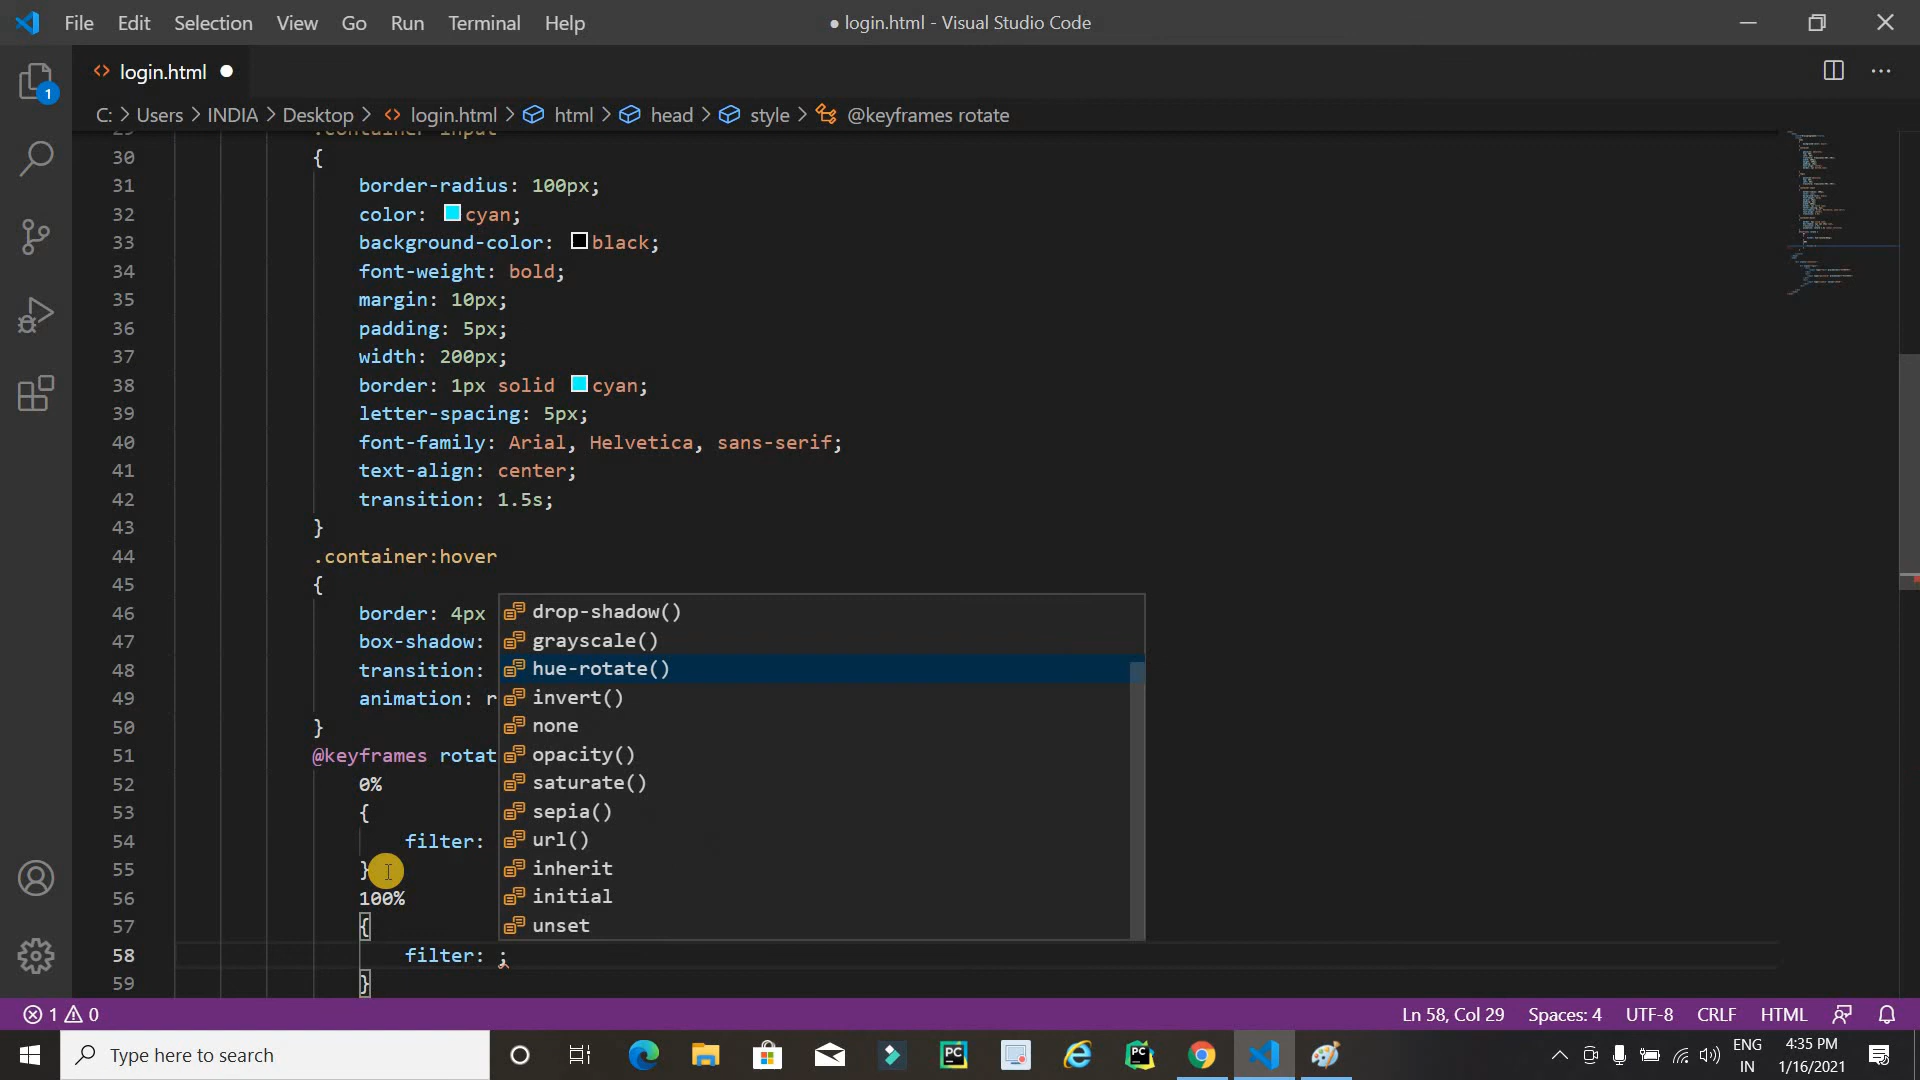 File Edit Selection View Go Run Terminal Help
● login.html - Visual Studio Code
<> login.html ●
1
C: > Users > INDIA > Desktop > <> login.html > html > head > style > @keyframes rotate
29 .container input
30 {
31 border-radius: 100px;
32 color: cyan;
33 background-color: black;
34 font-weight: bold;
35 margin: 10px;
36 padding: 5px;
37 width: 200px;
38 border: 1px solid cyan;
39 letter-spacing: 5px;
40 font-family: Arial, Helvetica, sans-serif;
41 text-align: center;
42 transition: 1.5s;
43 }
44 .container:hover
45 {
46 border: 4px
47 box-shadow:
48 transition:
49 animation: r
50 }
51 @keyframes rotat
52 0%
53 {
54 filter:
55 }
56 100%
57 {
58 filter: ;
59 }
drop-shadow()
grayscale()
hue-rotate()
invert()
none
opacity()
saturate()
sepia()
url()
inherit
initial
unset
1 0
Ln 58, Col 29 Spaces: 4 UTF-8 CRLF HTML
Type here to search
PC
PC
ENG
IN
4:35 PM
1/16/2021